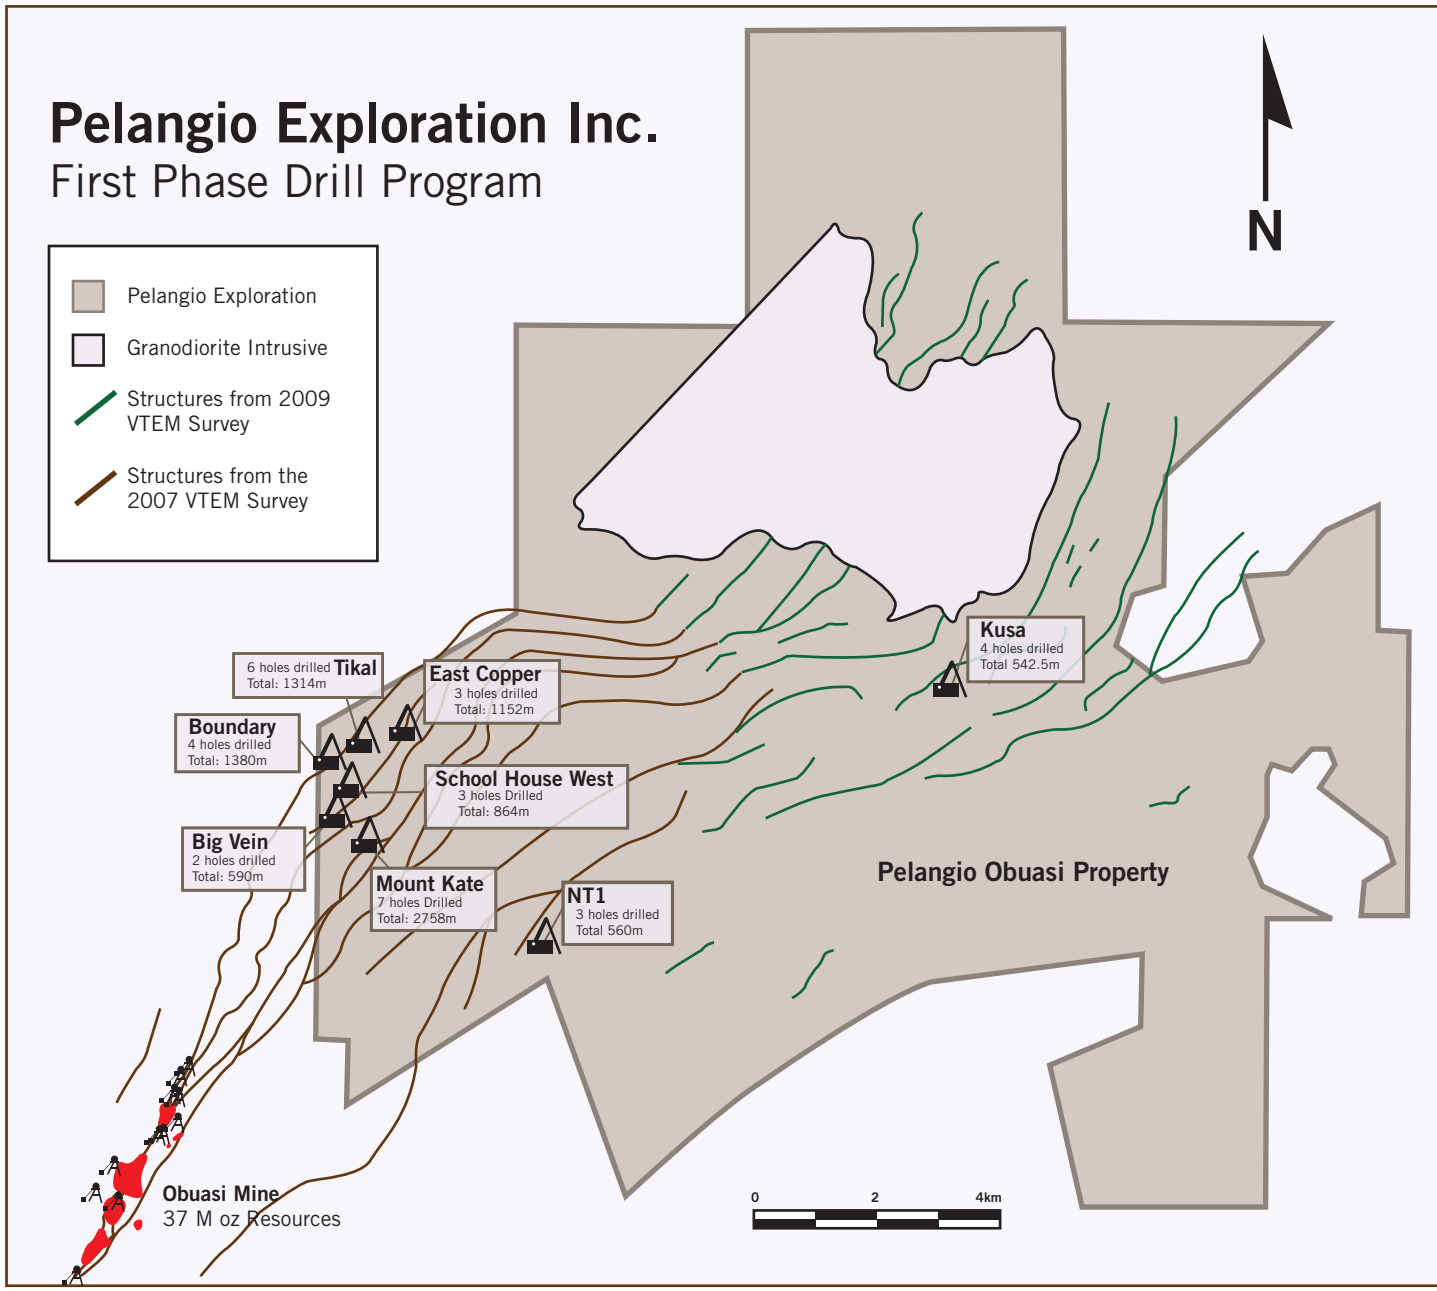 Pelangio Exploration Inc.
First Phase Drill Program
N
Pelangio Exploration
Granodiorite Intrusive
Structures from 2009
VTEM Survey
Structures from the
2007 VTEM Survey
6 holes drilled Tikal
Total: 1314m
East Copper
3 holes drilled
Total: 1152m
Kusa
4 holes drilled
Total 542.5m
Boundary
4 holes drilled
Total: 1380m
School House West
3 holes Drilled
Total: 864m
Big Vein
2 holes drilled
Total: 590m
Mount Kate
7 holes Drilled
Total: 2758m
NT1
3 holes drilled
Total 560m
Pelangio Obuasi Property
Obuasi Mine
37 M oz Resources
0 2 4km